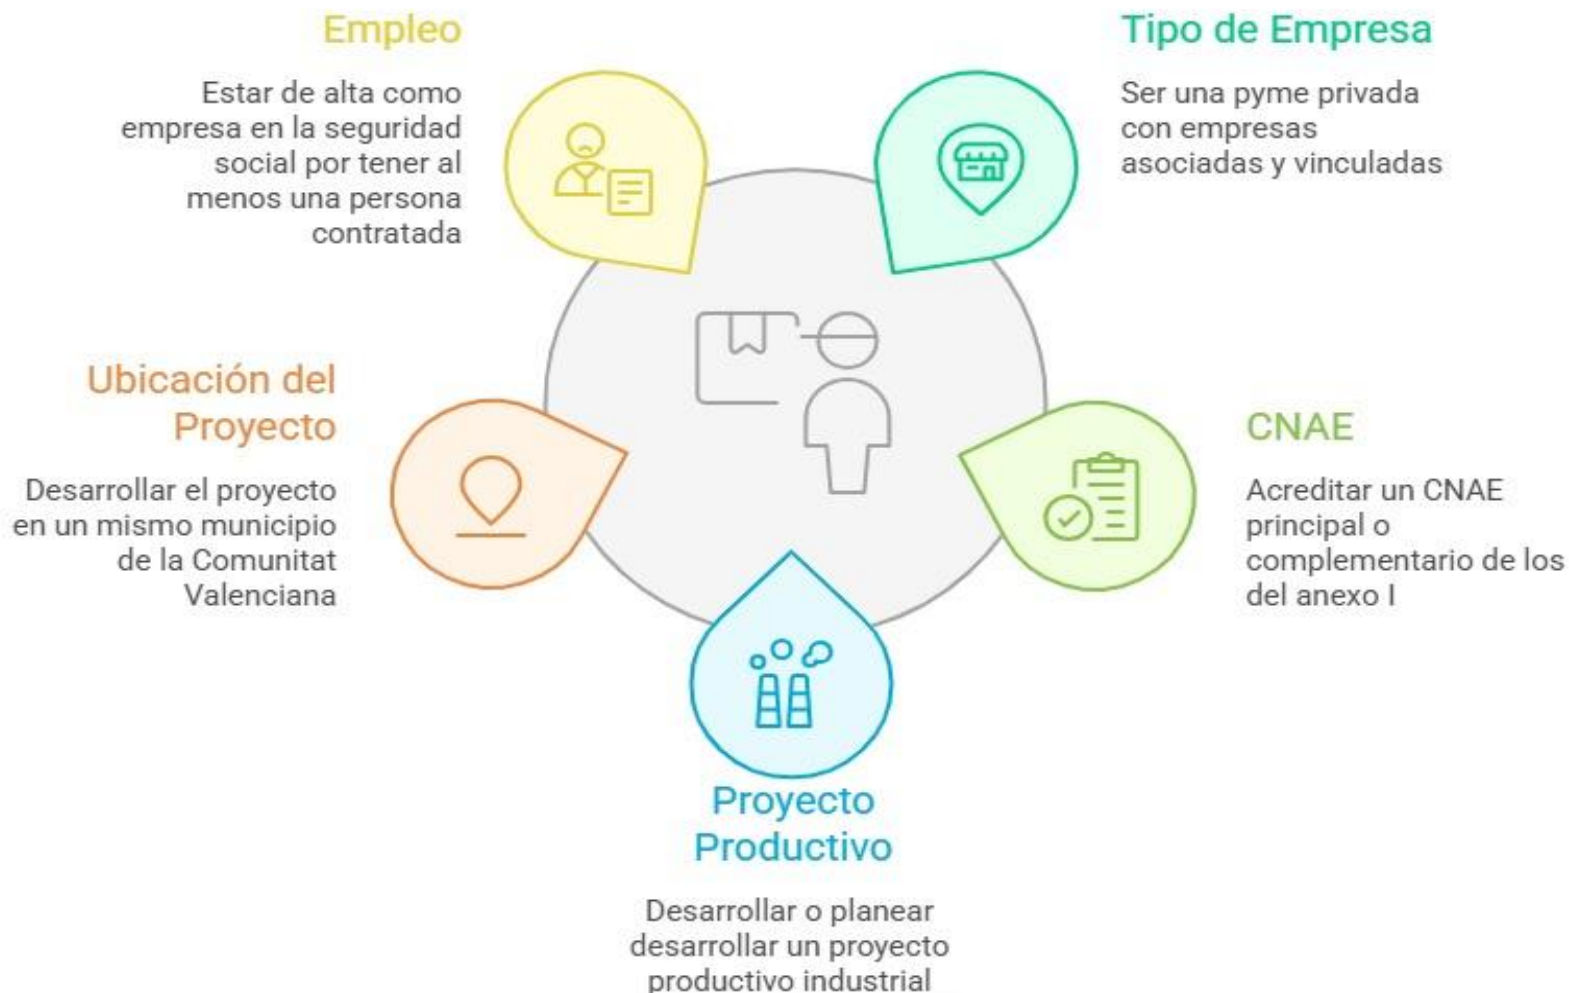 Empleo
Estar de alta como
empresa en la seguridad
social por tener al
menos una persona
contratada
Tipo de Empresa
Ser una pyme privada
con empresas
asociadas y vinculadas
Ubicación del
Proyecto
Desarrollar el proyecto
en un mismo municipio
de la Comunitat
Valenciana
CNAE
Acreditar un CNAE
principal o
complementario de los
del anexo I
Proyecto
Productivo
Desarrollar o planear
desarrollar un proyecto
productivo industrial